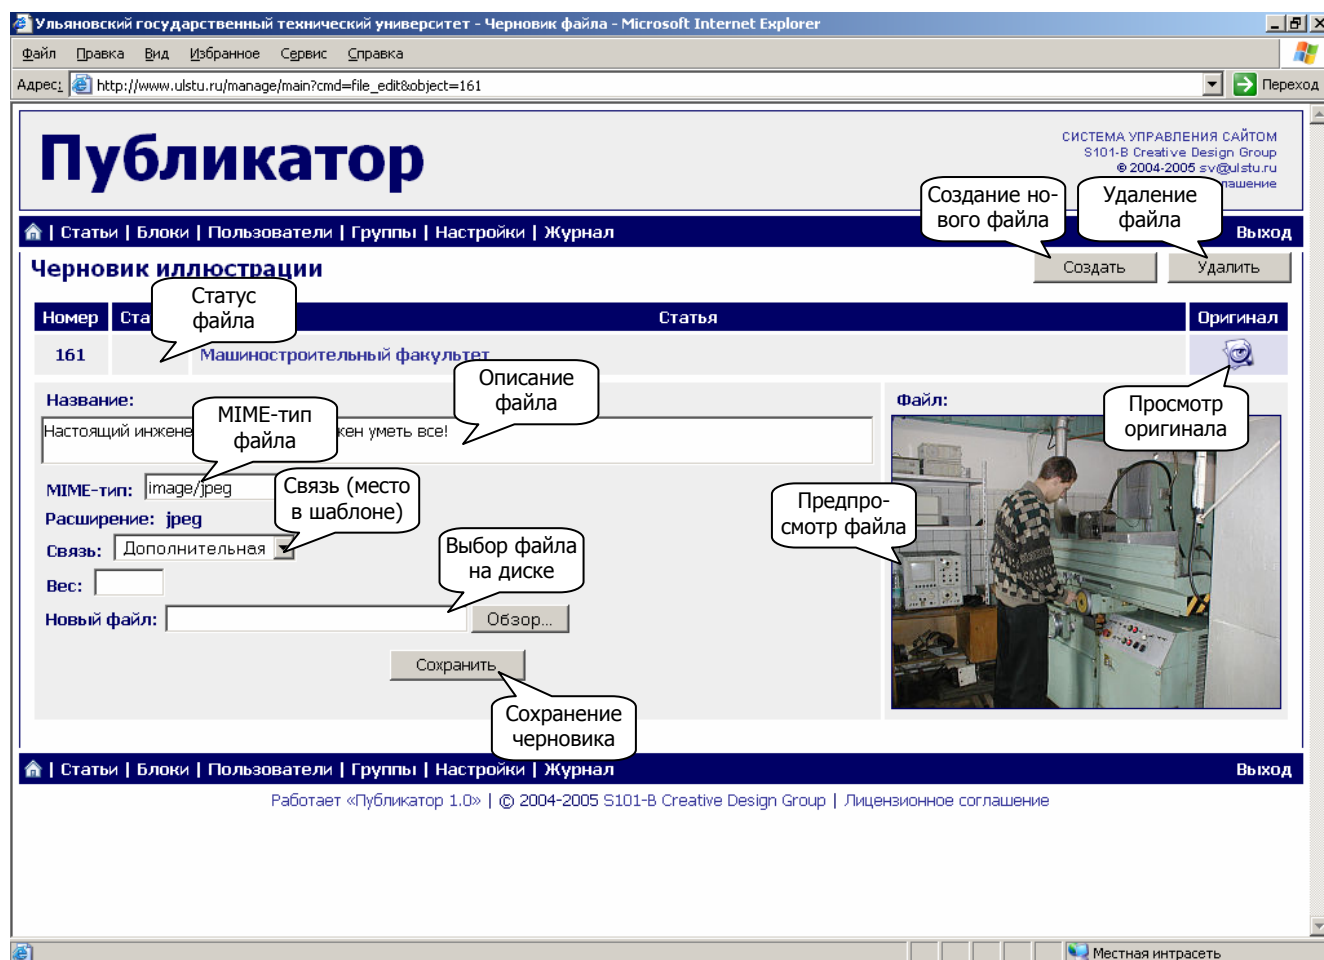 Ульяновский государственный технический университет - Черновик файла - Microsoft Internet Explorer
Файл Правка Вид Избранное Сервис Справка
Адрес: http://www.ulstu.ru/manage/main?cmd=file_edit&object=161 Переход
Публикатор
СИСТЕМА УПРАВЛЕНИЯ САЙТОМ
S101-B Creative Design Group
© 2004-2005 sv@ulstu.ru
Создание но-
вого файла
Удаление
файла
| Статьи | Блоки | Пользователи | Группы | Настройки | Журнал Выход
Черновик иллюстрации
Создать Удалить
Статус
файла
Номер Статья Оригинал
161 Машиностроительный факультет
Описание
файла
Просмотр
оригинала
Название: Файл:
MIME-тип
файла
Настоящий уметь все!
MIME-тип: image/jpeg
Связь (место
в шаблоне)
Предпро-
смотр файла
Расширение: jpeg
Связь: Дополнительная
Выбор файла
на диске
Вес:
Новый файл: Обзор...
Сохранить
Сохранение
черновика
| Статьи | Блоки | Пользователи | Группы | Настройки | Журнал Выход
Работает «Публикатор 1.0» | © 2004-2005 S101-B Creative Design Group | Лицензионное соглашение
Местная интрасеть